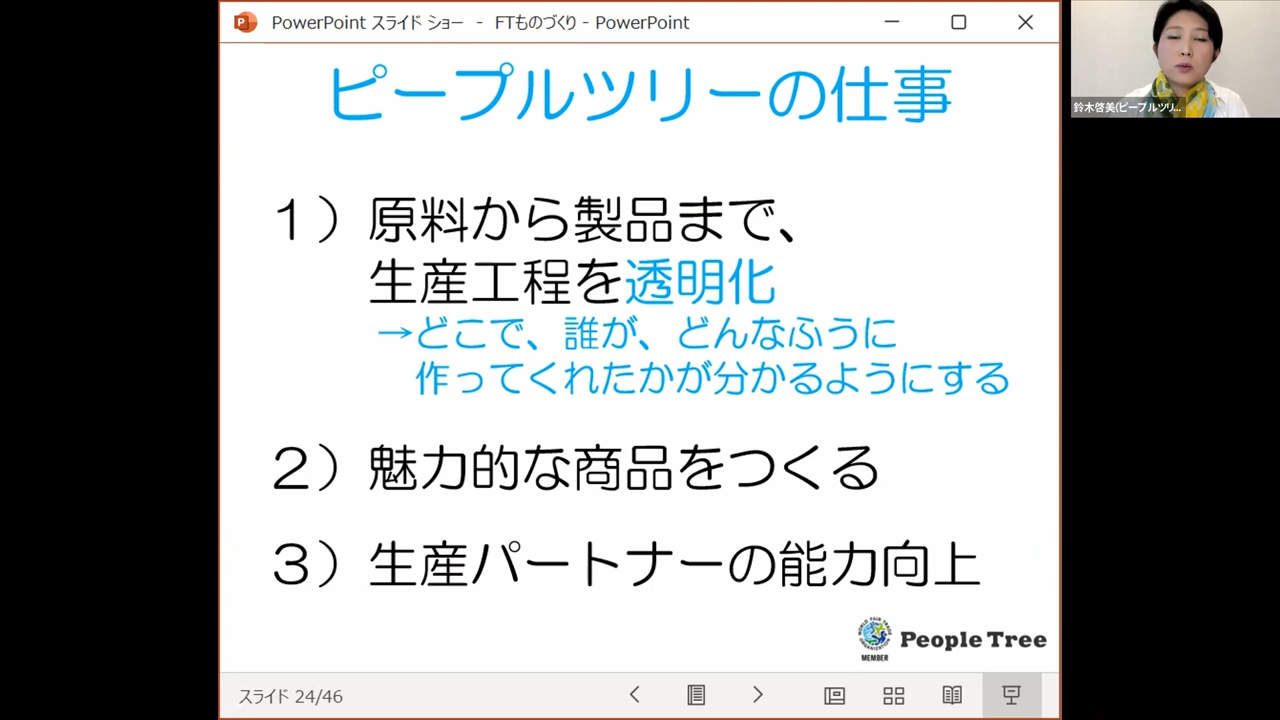 PowerPoint スライド ショー - FTものづくり - PowerPoint
ピープルツリーの仕事
1）原料から製品まで、
生産工程を透明化
→どこで、誰が、どんなふうに
作ってくれたかが分かるようにする
2）魅力的な商品をつくる
3）生産パートナーの能力向上
WORLD FAIR TRADE ORGANIZATION
MEMBER
People Tree
スライド 24/46
鈴木啓美(ピープルツリ...